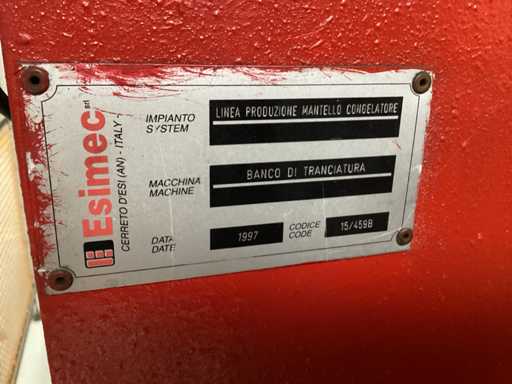 Esimec srl
CERRETO D'ESI (AN) - ITALY -
IMPIANTO
SYSTEM
LINEA PRODUZIONE MANTELLO CONGELATORE
MACCHINA
MACHINE
BANCO DI TRANCIATURA
DATA
DATE
1997
CODICE
CODE
15/459B